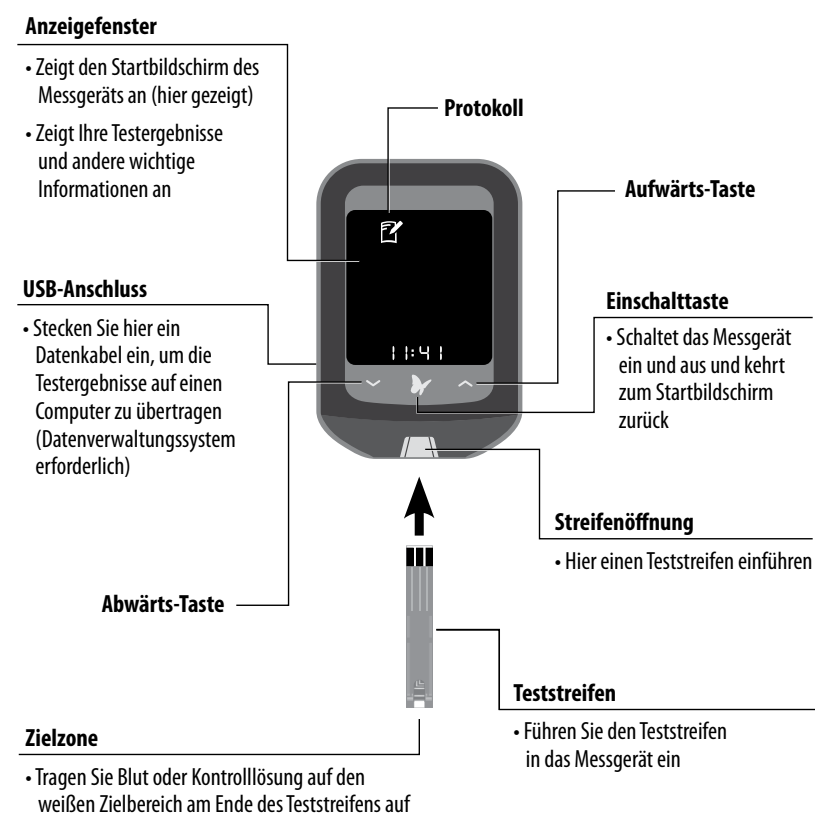 Anzeigefenster
• Zeigt den Startbildschirm des
Messgeräts an (hier gezeigt)
• Zeigt Ihre Testergebnisse
und andere wichtige
Informationen an
Protokoll
Aufwärts-Taste
USB-Anschluss
• Stecken Sie hier ein
Datenkabel ein, um die
Testergebnisse auf einen
Computer zu übertragen
(Datenverwaltungssystem
erforderlich)
11:41
Einschalttaste
• Schaltet das Messgerät
ein und aus und kehrt
zum Startbildschirm
zurück
Streifenöffnung
• Hier einen Teststreifen einführen
Abwärts-Taste
Teststreifen
• Führen Sie den Teststreifen
in das Messgerät ein
Zielzone
• Tragen Sie Blut oder Kontrolllösung auf den
weißen Zielbereich am Ende des Teststreifens auf